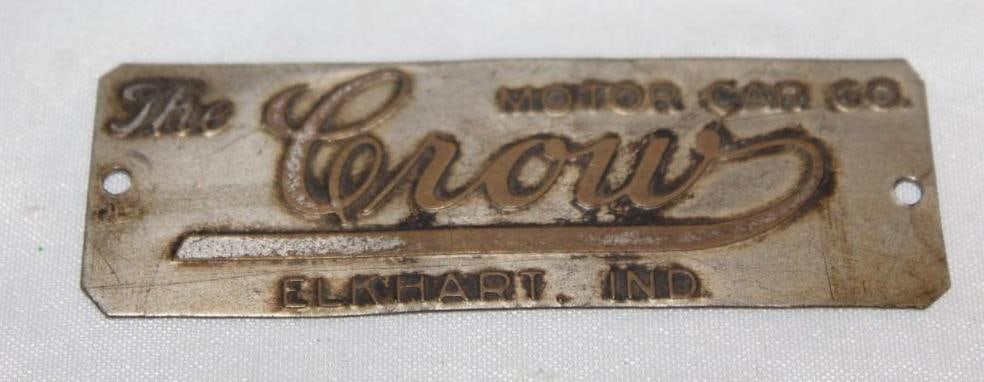 The Crow MOTOR CAR CO.
ELKHART, IND.